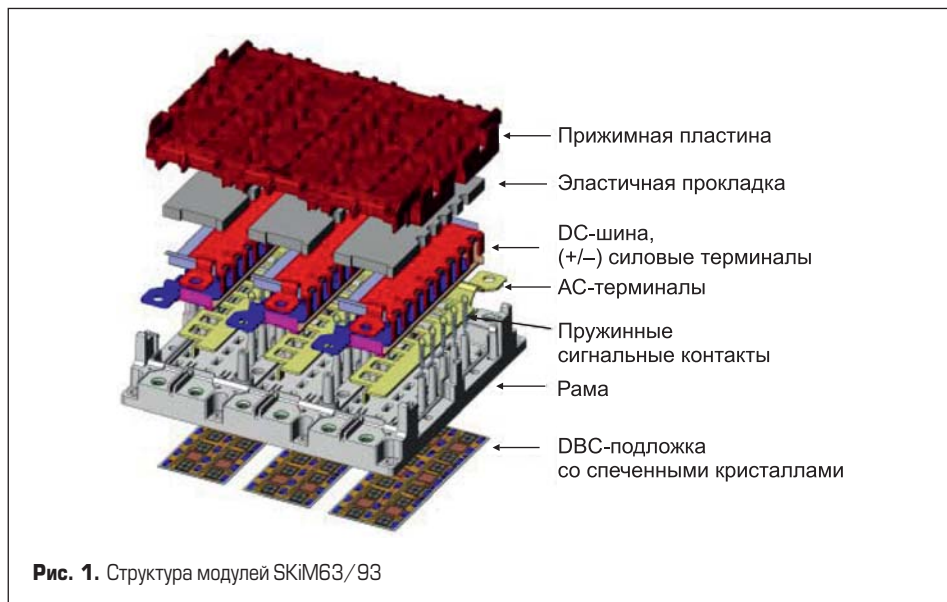 Прижимная пластина
Эластичная прокладка
DC-шина,
(+/–) силовые терминалы
AC-терминалы
Пружинные
сигнальные контакты
Рама
DBC-подложка
со спеченными кристаллами
Рис. 1. Структура модулей SKiM63/93